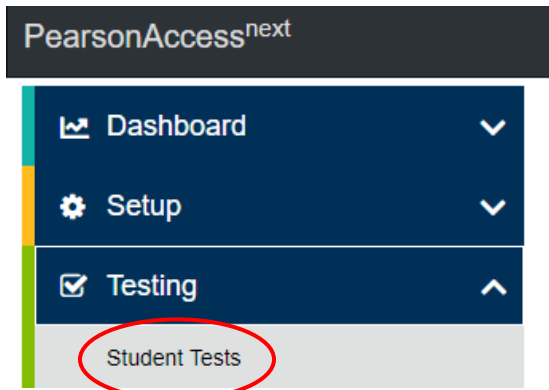 PearsonAccessnext
Dashboard
Setup
Testing
Student Tests